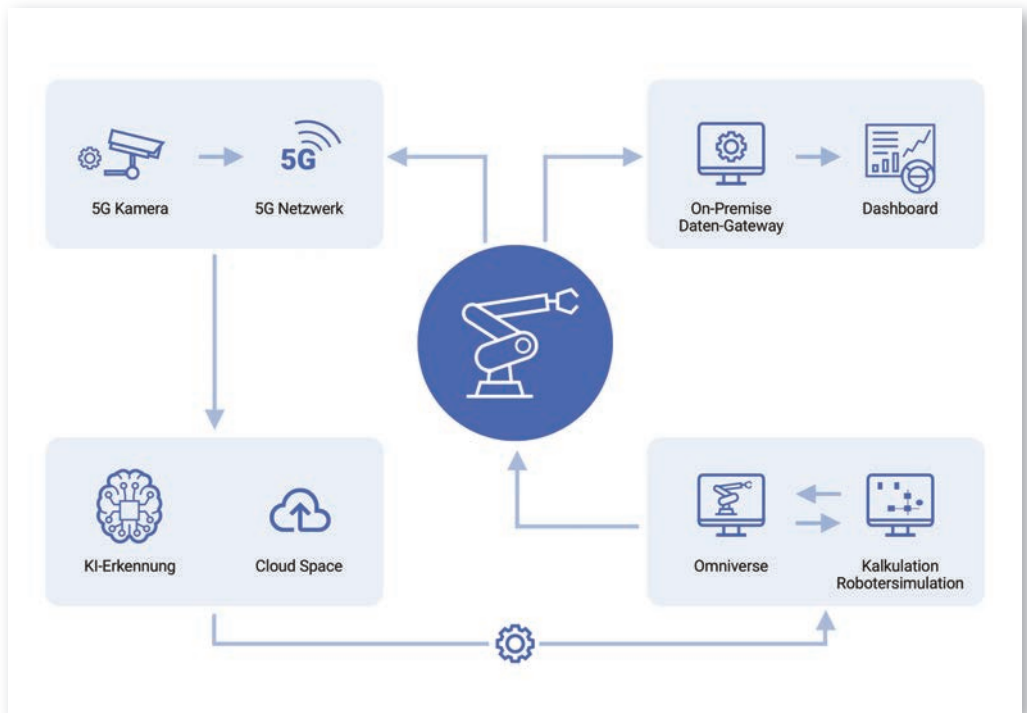 5G
5G Kamera
5G Netzwerk
On-Premise
Daten-Gateway
Dashboard
KI-Erkennung
Cloud Space
Omniverse
Kalkulation
Robotersimulation